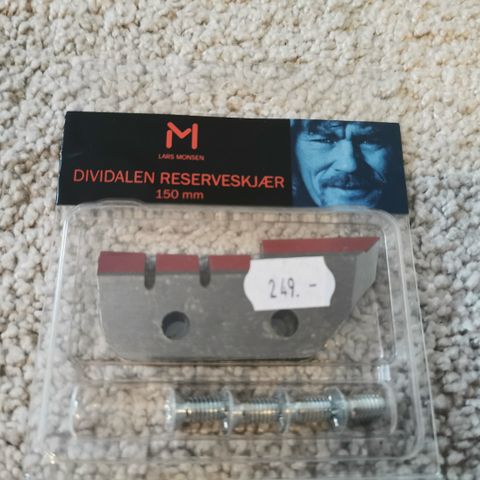 LARS MONSEN
DIVIDALEN RESERVESKJÆR
150 mm
249.-